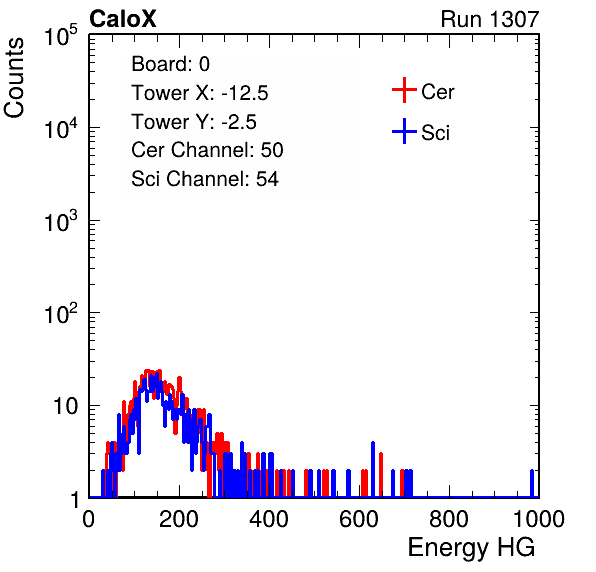 CaloX Run 1307
Counts
10^5
10^4
10^3
10^2
10
1
Board: 0
Tower X: -12.5
Tower Y: -2.5
Cer Channel: 50
Sci Channel: 54
Cer
Sci
0 200 400 600 800 1000
Energy HG